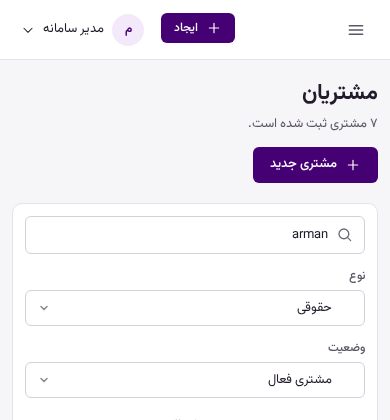 ایجاد
م
مدیر سامانه
مشتریان
۷ مشتری ثبت شده است.
مشتری جدید
arman
نوع
حقوقی
وضعیت
مشتری فعال